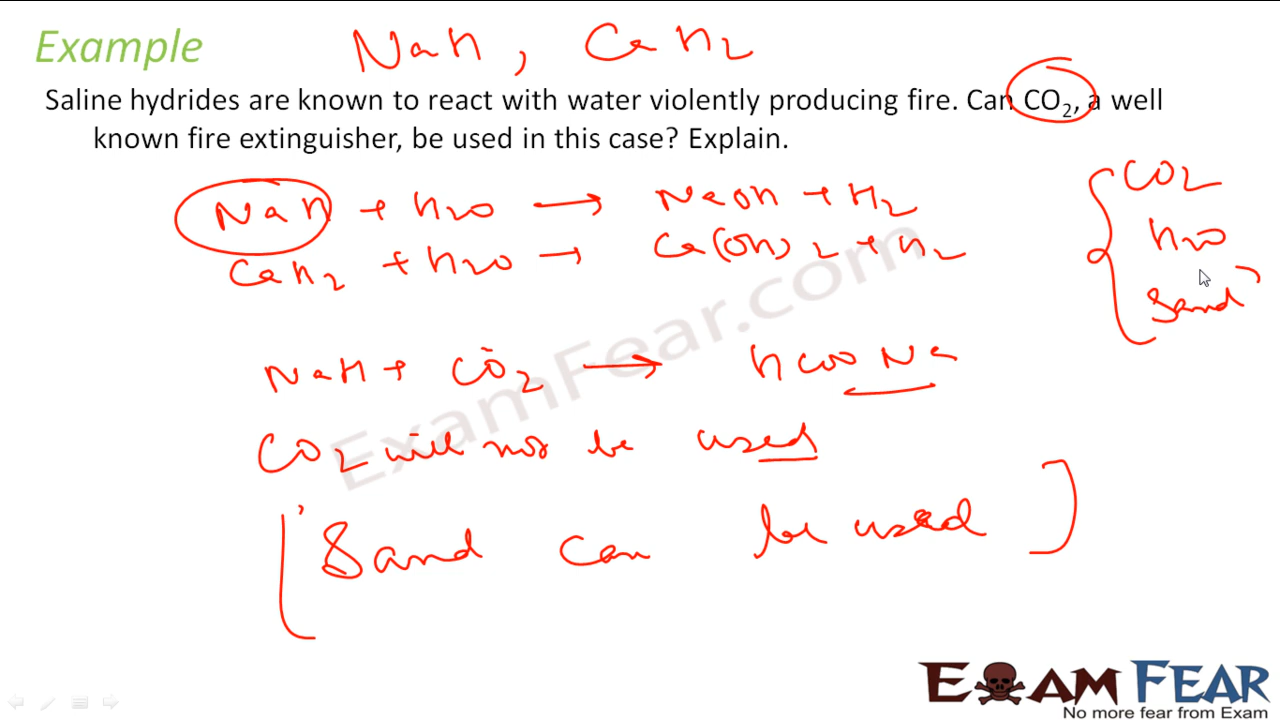 Example
NaH, CaH2
Saline hydrides are known to react with water violently producing fire. Can CO2, a well
known fire extinguisher, be used in this case? Explain.
NaH + H2O → NaOH + H2
CaH2 + H2O → Ca(OH)2 + H2
CO2
H2O
Sand
NaH + CO2 → HCOONa
CO2 will not be used
Sand can be used
ExamFear.com
EXAM FEAR
No more fear from Exam